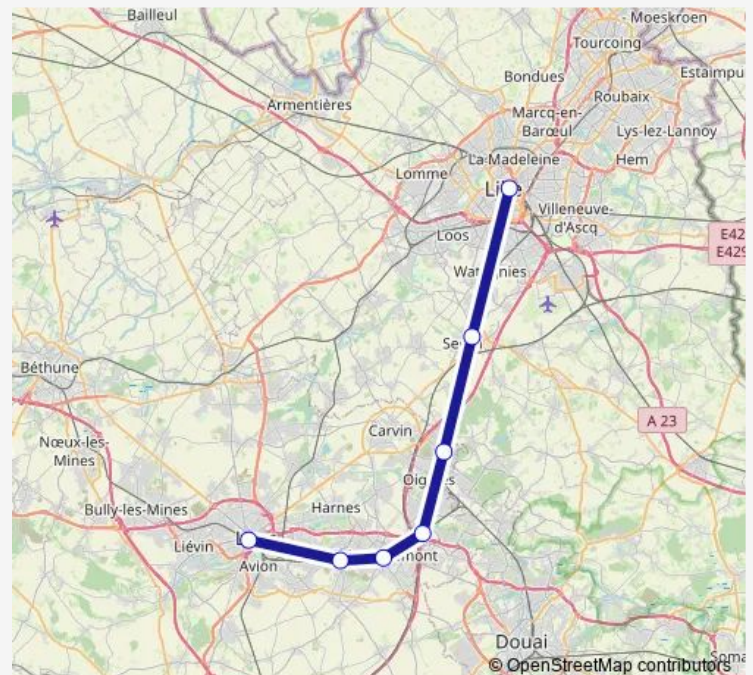 Bailleul
Moeskroen
Tourcoing
Bondues
Estaimpu
Armentières
Roubaix
Marcq-en-
Barœul
Lys-lez-Lannoy
La Madeleine
Hem
Lomme
Villeneuve-
d'Ascq
Loos
E42
E429
Béthune
A 23
Carvin
Nœux-les-
Mines
Harnes
Bully-les-Mines
Liévin
Avion
Douai
© OpenStreetMap contributors